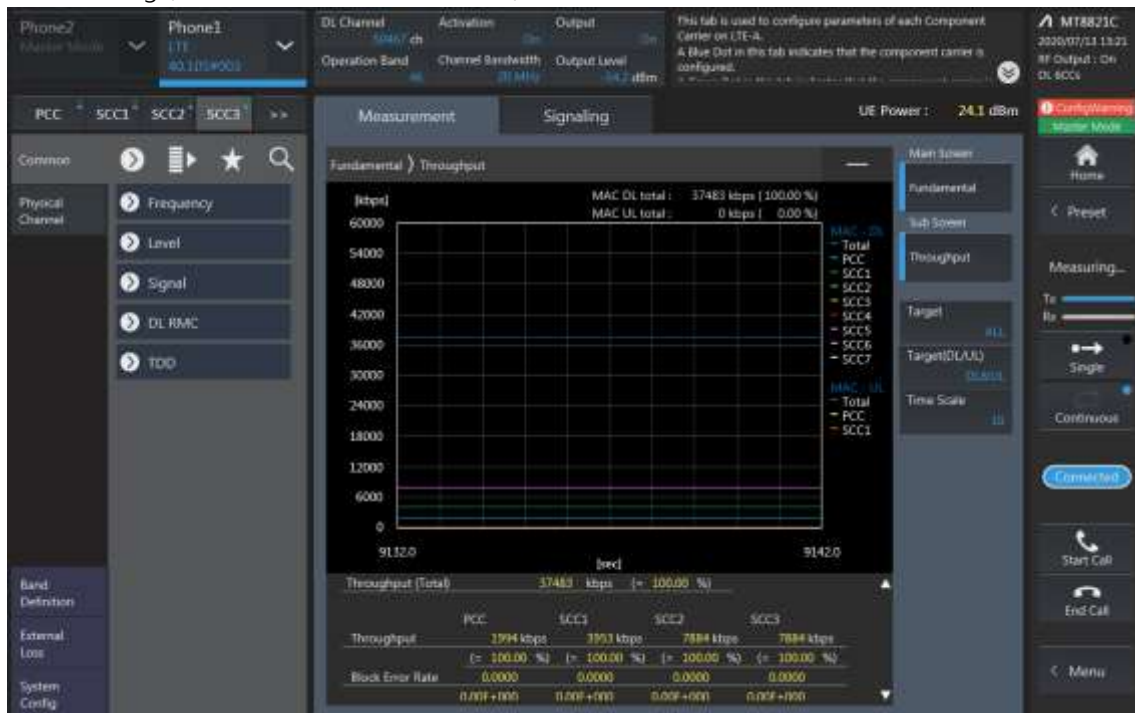 Phone2
Master Mode
Phone1
LTE
DL Channel
50467 ch
Activation
On
Output
On
Operation Band
46
Channel Bandwidth
20 MHz
Output Level
dBm
This tab is used to configure parameters of each Component
Carrier on LTE-A.
A Blue Dot in this tab indicates that the component carrier is
configured.
MT8821C
2020/07/13 13:21
RF Output : On
DL 6CCs
ConfigWarning
Master Mode
PCC
SCC1
SCC2
SCC3
>>
Measurement
Signaling
UE Power : 24.1 dBm
Common
Physical
Channel
Frequency
Level
Signal
DL RMC
TDD
Band
Definition
External
Loss
System
Config
Fundamental 〉 Throughput
[kbps]
MAC DL total : 37483 kbps ( 100.00 %)
MAC UL total : 0 kbps ( 0.00 %)
60000
54000
48000
42000
36000
30000
24000
18000
12000
6000
0
9132.0
9142.0
[sec]
MAC - DL
Total
PCC
SCC1
SCC2
SCC3
SCC4
SCC5
SCC6
SCC7
MAC - UL
Total
PCC
SCC1
Throughput (Total) 37483 kbps (= 100.00 %)
PCC SCC1 SCC2 SCC3
Throughput 2994 kbps 3953 kbps 7884 kbps 7884 kbps
(= 100.00 %) (= 100.00 %) (= 100.00 %) (= 100.00 %)
Block Error Rate 0.0000 0.0000 0.0000 0.0000
0.00E+000 0.00E+000 0.00E+000 0.00E+000
Main Screen
Fundamental
Sub Screen
Throughput
Target
ALL
Target(DL/UL)
DL&UL
Time Scale
10
Home
< Preset
Measuring...
Tx
Rx
Single
Continuous
Connected
Start Call
End Call
< Menu